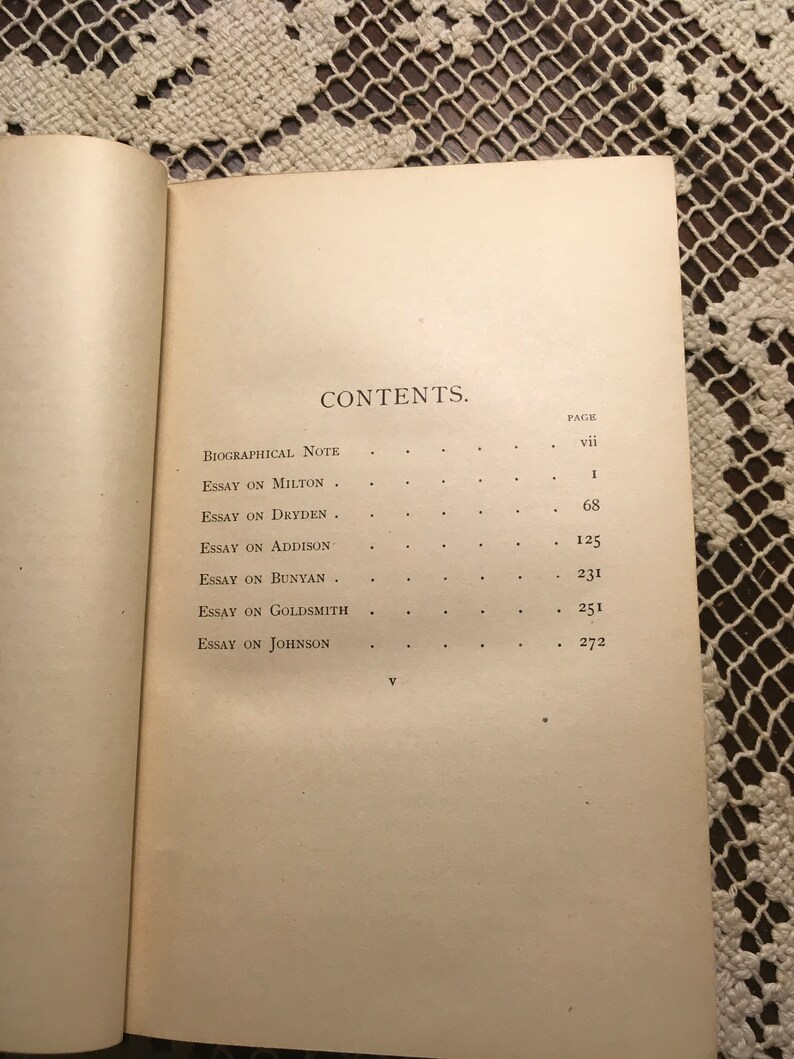 CONTENTS.
PAGE
Biographical Note . . . . . . vii
Essay on Milton . . . . . . . 1
Essay on Dryden . . . . . . . 68
Essay on Addison . . . . . . 125
Essay on Bunyan . . . . . . . 231
Essay on Goldsmith . . . . . . 251
Essay on Johnson . . . . . . 272
v